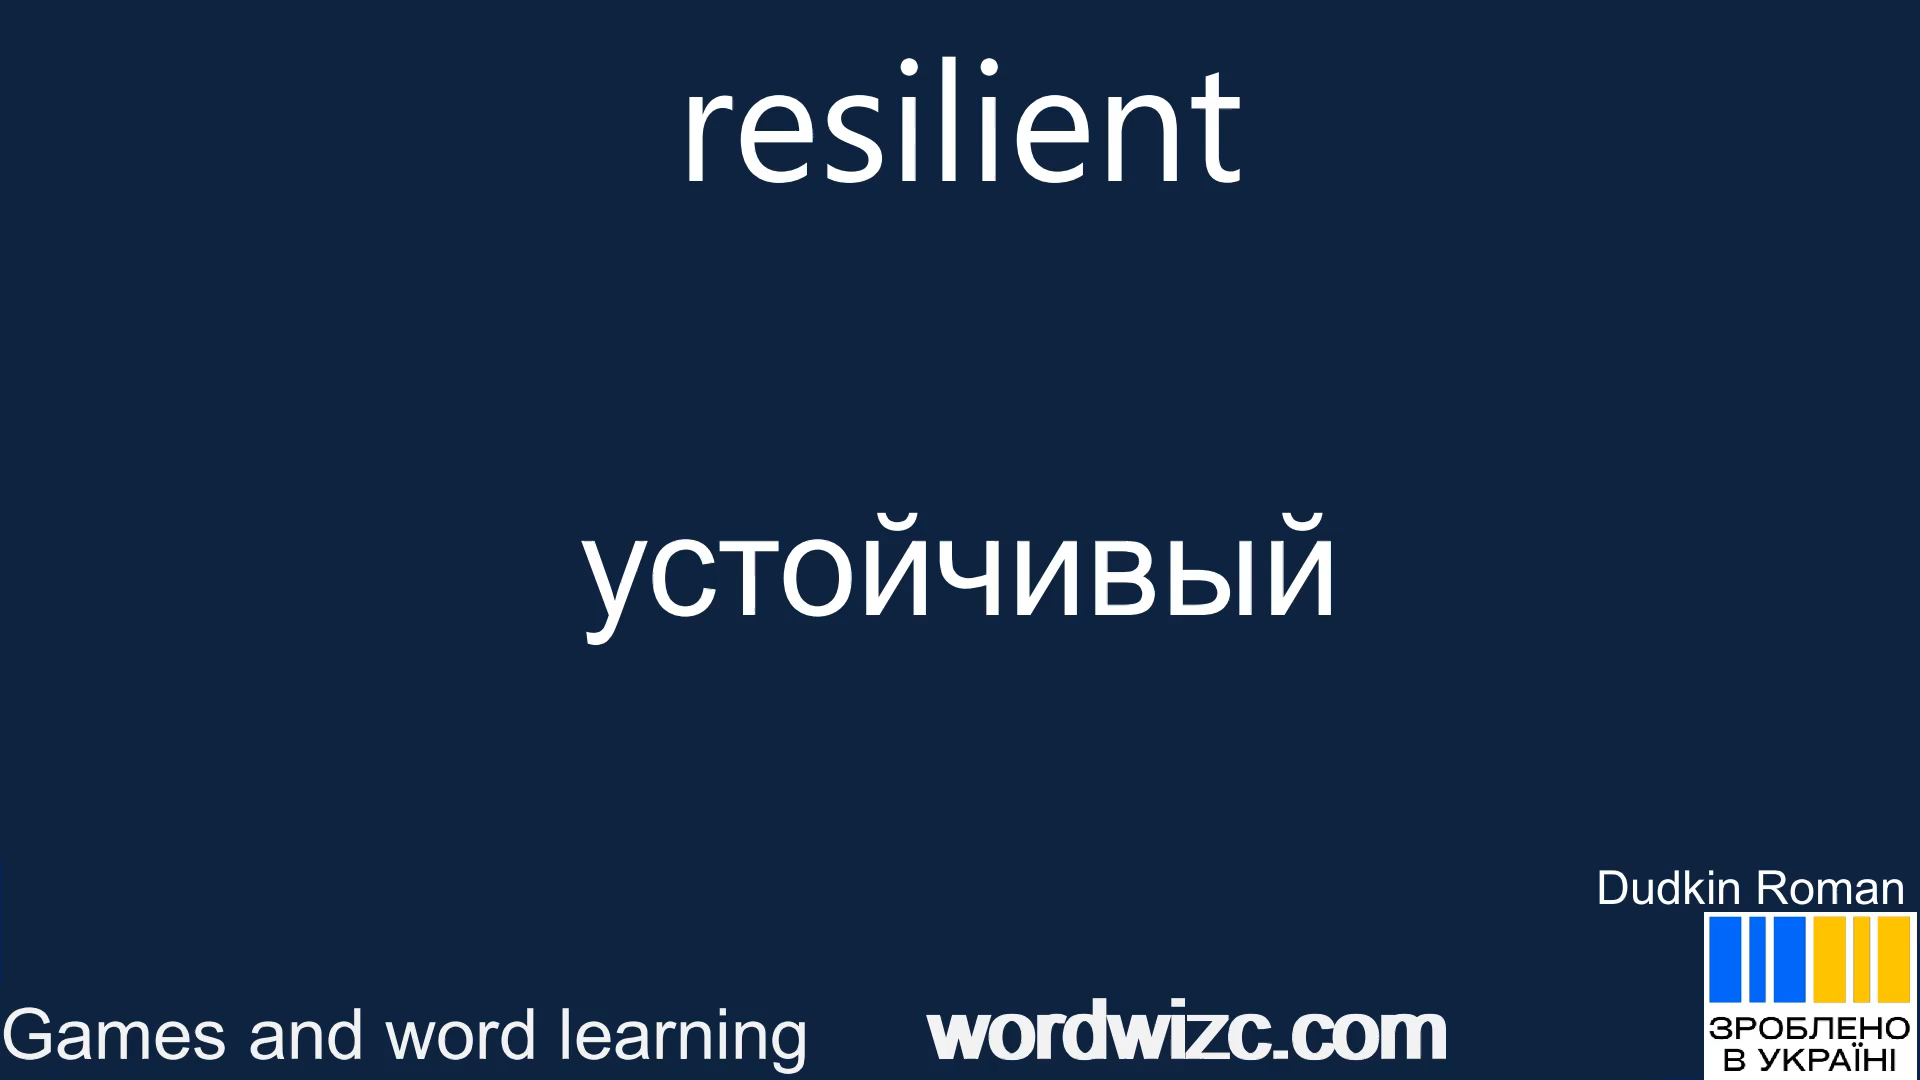 resilient
устойчивый
Dudkin Roman
ЗРОБЛЕНО
В УКРАЇНІ
Games and word learning
wordwizc.com